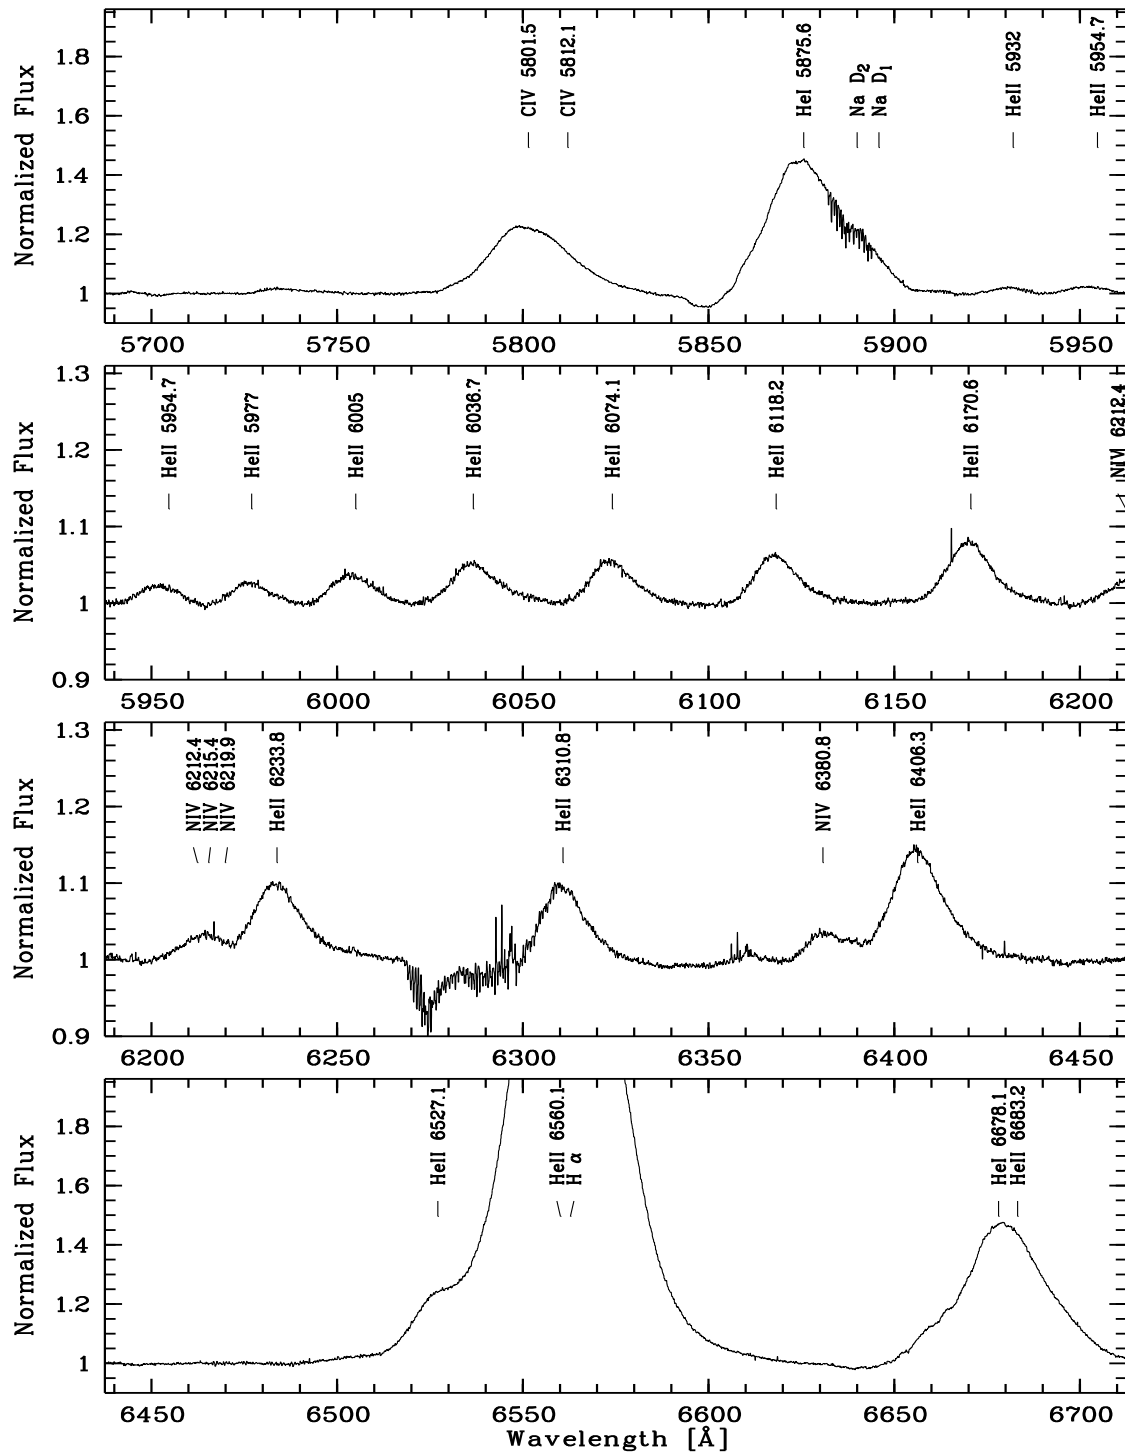 Normalized Flux
1.8
1.6
1.4
1.2
1
CIV 5801.5
CIV 5812.1
HeI 5875.6
Na D2
Na D1
HeII 5932
HeII 5954.7
5700 5750 5800 5850 5900 5950
Normalized Flux
1.3
1.2
1.1
1
0.9
HeII 5954.7
HeII 5977
HeII 6005
HeII 6036.7
HeII 6074.1
HeII 6118.2
HeII 6170.6
NIV 6212.4
5950 6000 6050 6100 6150 6200
Normalized Flux
1.3
1.2
1.1
1
0.9
NIV 6212.4
NIV 6215.4
NIV 6219.9
HeII 6233.8
HeII 6310.8
NIV 6380.8
HeII 6406.3
6200 6250 6300 6350 6400 6450
Normalized Flux
1.8
1.6
1.4
1.2
1
HeII 6527.1
HeII 6560.1
H α
HeI 6678.1
HeII 6683.2
6450 6500 6550 6600 6650 6700
Wavelength [Å]